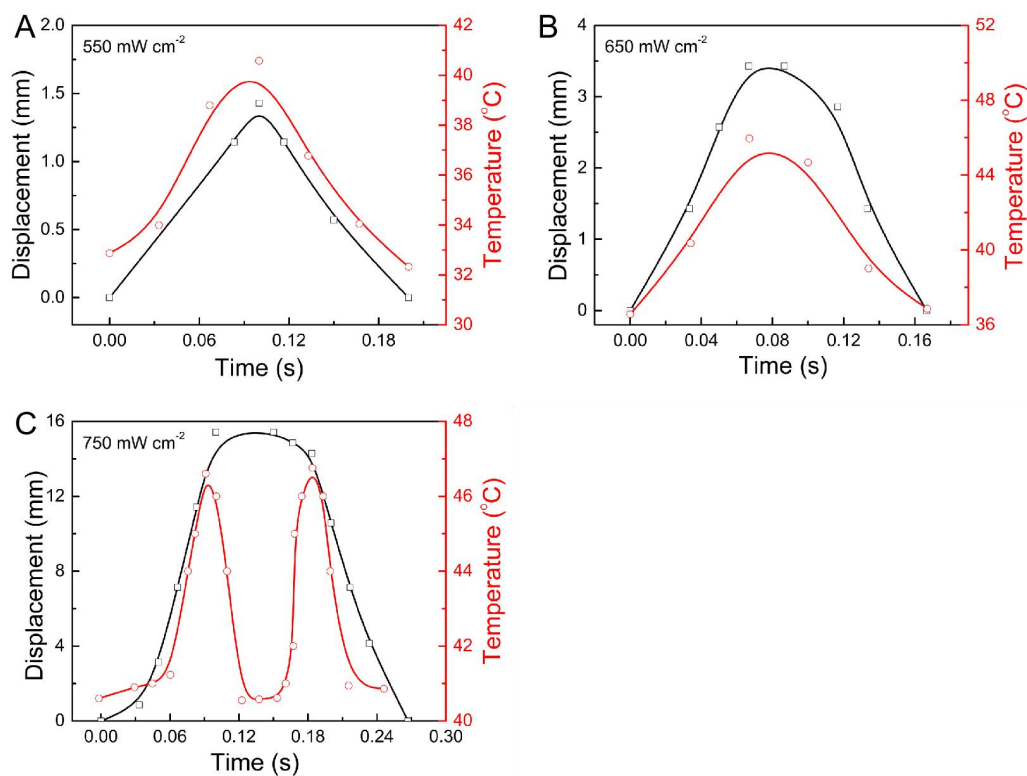 A
550 mW cm-2
2.0
1.5
1.0
0.5
0.0
Displacement (mm)
42
40
38
36
34
32
30
Temperature (°C)
0.00 0.06 0.12 0.18
Time (s)
B
650 mW cm-2
4
3
2
1
0
Displacement (mm)
52
48
44
40
36
Temperature (°C)
0.00 0.04 0.08 0.12 0.16
Time (s)
C
750 mW cm-2
16
12
8
4
0
Displacement (mm)
48
46
44
42
40
Temperature (°C)
0.00 0.06 0.12 0.18 0.24 0.30
Time (s)